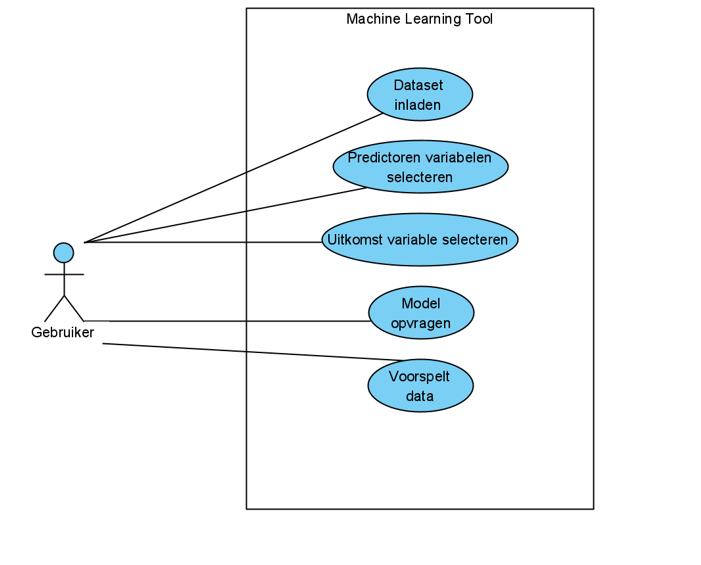 Machine Learning Tool
Dataset
inladen
Predictoren variabelen
selecteren
Uitkomst variable selecteren
Model
opvragen
Gebruiker
Voorspelt
data